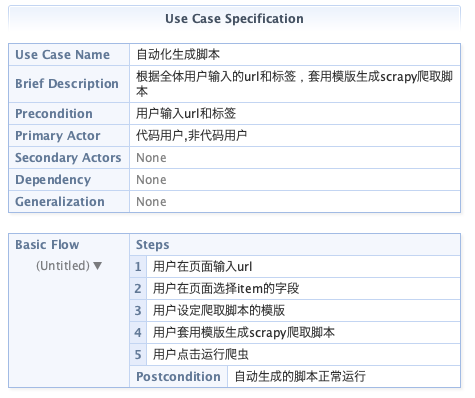 Use Case Specification
Use Case Name 自动化生成脚本
Brief Description 根据全体用户输入的url和标签，套用模版生成scrapy爬取脚
本
Precondition 用户输入url和标签
Primary Actor 代码用户,非代码用户
Secondary Actors None
Dependency None
Generalization None
Basic Flow Steps
(Untitled) ▼
1 用户在页面输入url
2 用户在页面选择item的字段
3 用户设定爬取脚本的模版
4 用户套用模版生成scrapy爬取脚本
5 用户点击运行爬虫
Postcondition 自动生成的脚本正常运行